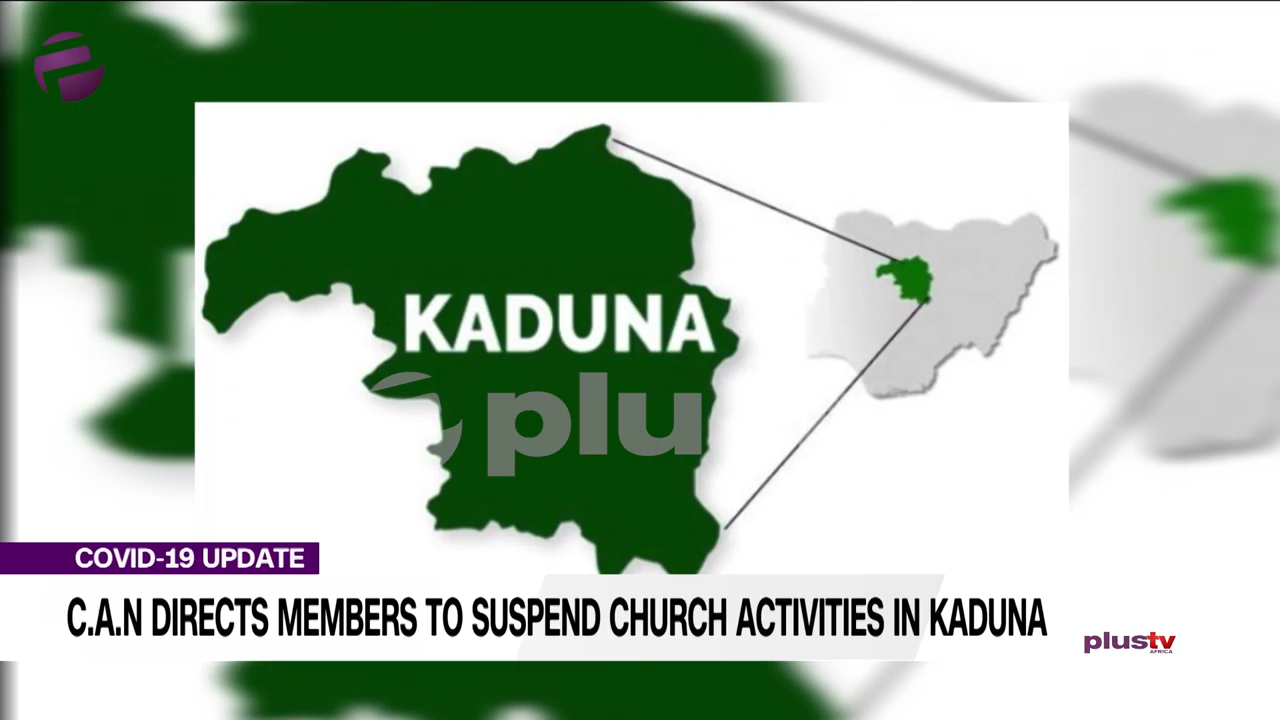 KADUNA
plu
COVID-19 UPDATE
C.A.N DIRECTS MEMBERS TO SUSPEND CHURCH ACTIVITIES IN KADUNA
plustv
AFRICA